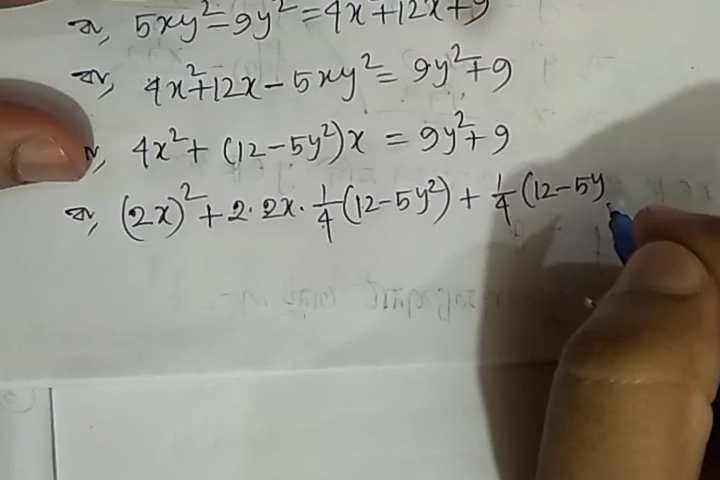 বা, 5xy²-9y²=4x²+12x+9
বা, 4x²+12x-5xy²=9y²+9
বা, 4x²+(12-5y²)x=9y²+9
বা, (2x)²+2·2x·1/4(12-5y²)+1/4(12-5y